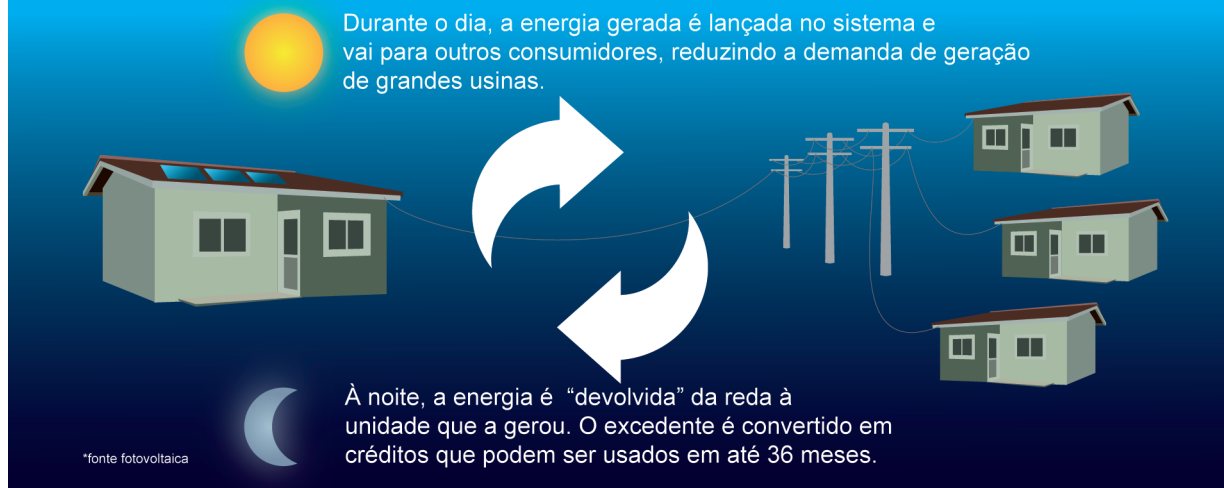 Durante o dia, a energia gerada é lançada no sistema e
vai para outros consumidores, reduzindo a demanda de geração
de grandes usinas.
À noite, a energia é “devolvida” da reda à
unidade que a gerou. O excedente é convertido em
créditos que podem ser usados em até 36 meses.
*fonte fotovoltaica